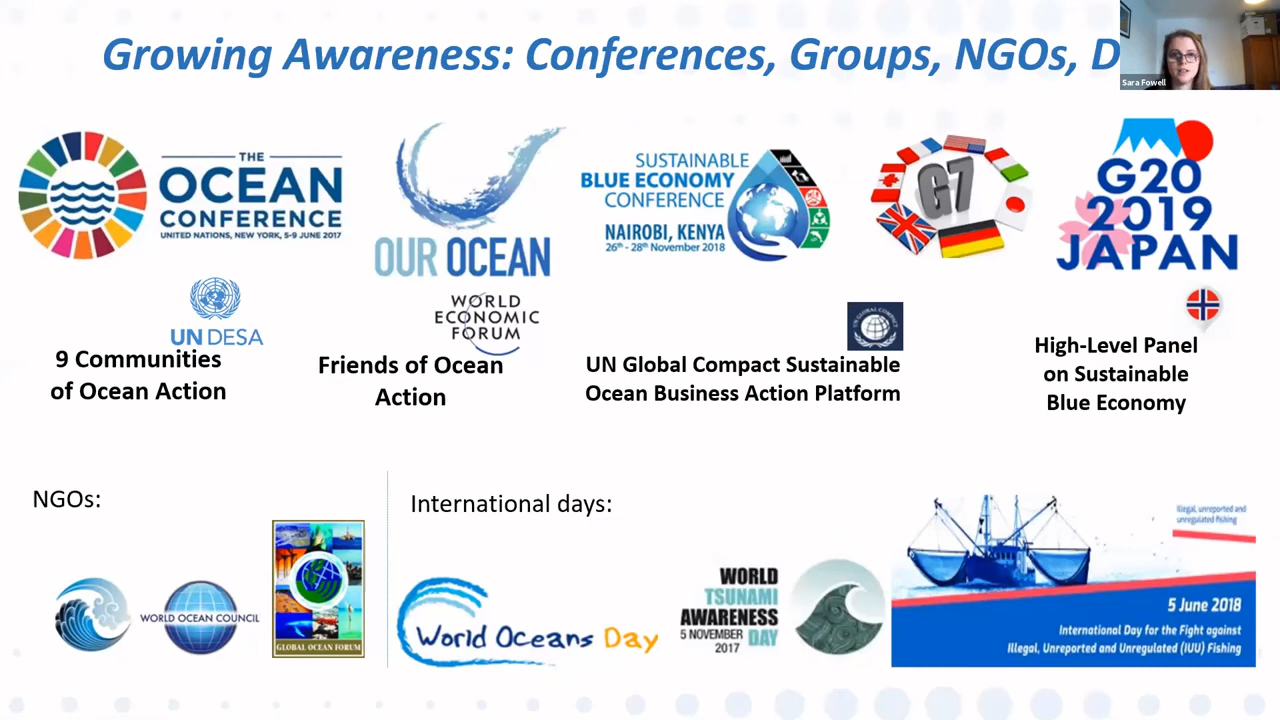 Growing Awareness: Conferences, Groups, NGOs, D
Sara Fowell
THE
OCEAN
CONFERENCE
UNITED NATIONS, NEW YORK, 5-9 JUNE 2017
OUR OCEAN
SUSTAINABLE
BLUE ECONOMY
CONFERENCE
NAIROBI, KENYA
26th - 28th November 2018
G7
G20
2019
JAPAN
UN DESA
9 Communities
of Ocean Action
WORLD
ECONOMIC
FORUM
Friends of Ocean
Action
UN Global Compact Sustainable
Ocean Business Action Platform
High-Level Panel
on Sustainable
Blue Economy
NGOs:
WORLD OCEAN COUNCIL
GLOBAL OCEAN FORUM
International days:
World Oceans Day
WORLD
TSUNAMI
AWARENESS
5 NOVEMBER DAY
2017
Illegal, unreported and
unregulated fishing
5 June 2018
International Day for the Fight against
Illegal, Unreported and Unregulated (IUU) Fishing